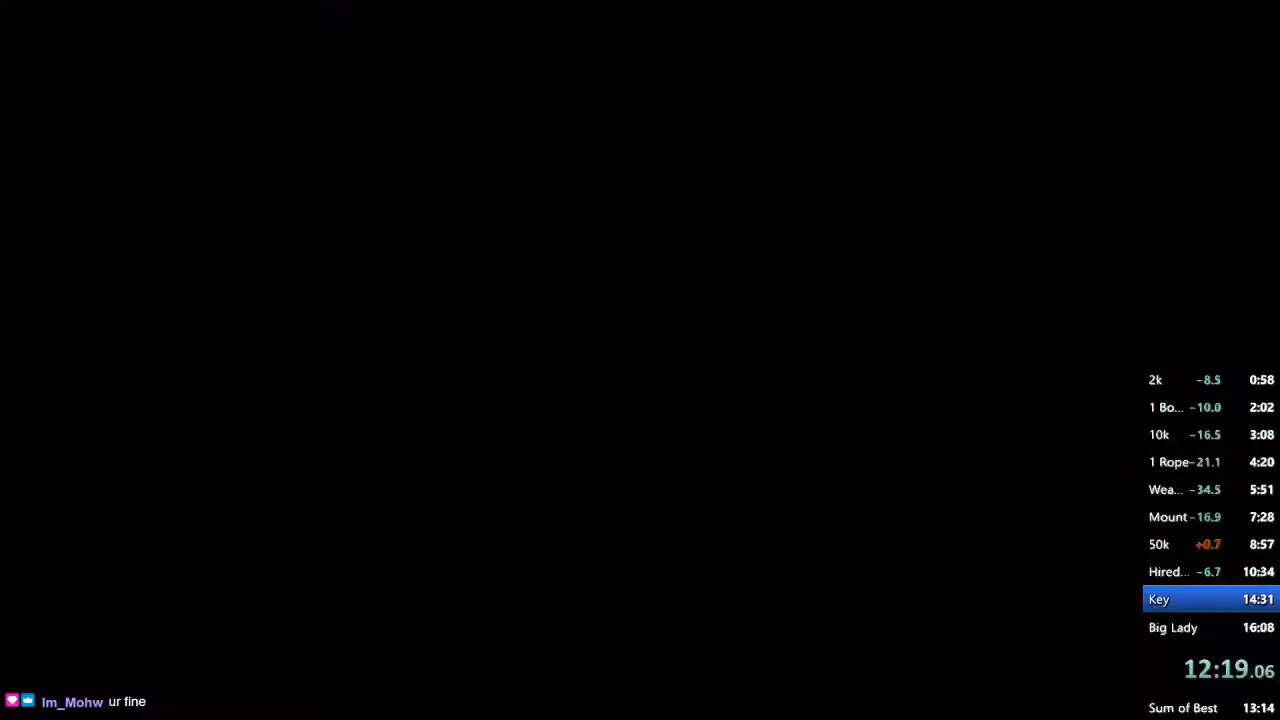 2k -8.5 0:58
1 Bo... -10.0 2:02
10k -16.5 3:08
1 Rope -21.1 4:20
Wea... -34.5 5:51
Mount -16.9 7:28
50k +0.7 8:57
Hired... -6.7 10:34
Key 14:31
Big Lady 16:08
12:19.06
Im_Mohw ur fine
Sum of Best 13:14